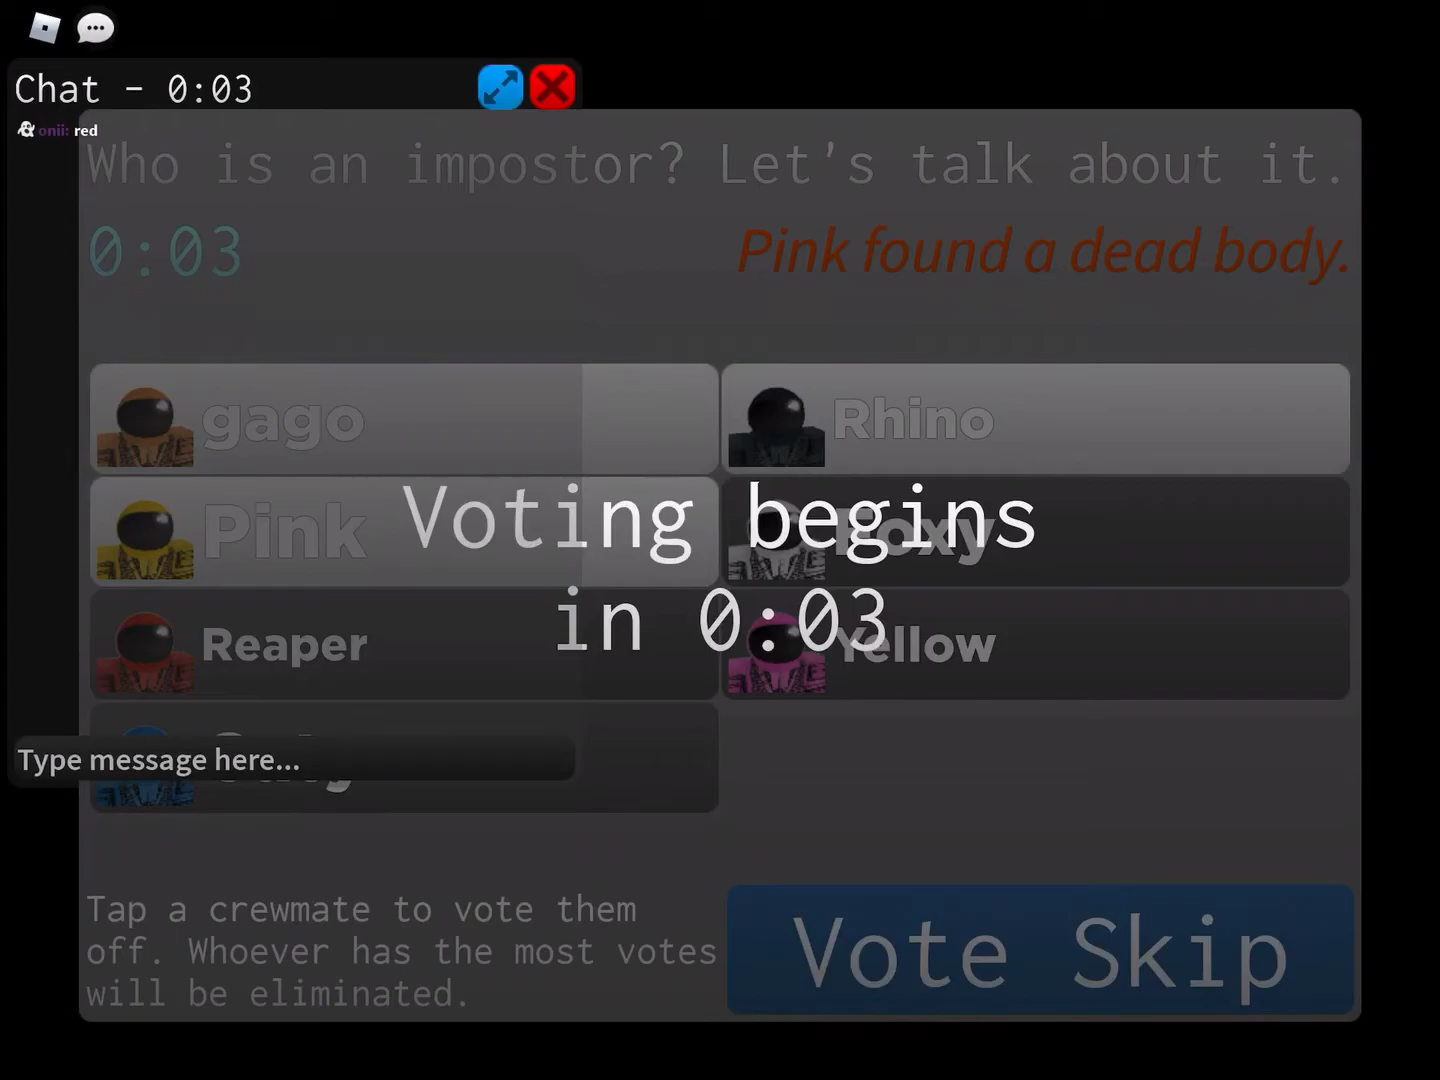 Chat - 0:03
onii: red
Who is an impostor? Let's talk about it.
0:03
Pink found a dead body.
gago
Rhino
Pink
Foxy
Voting begins
in 0:03
Reaper
Yellow
Type message here...
Tap a crewmate to vote them
off. Whoever has the most votes
will be eliminated.
Vote Skip